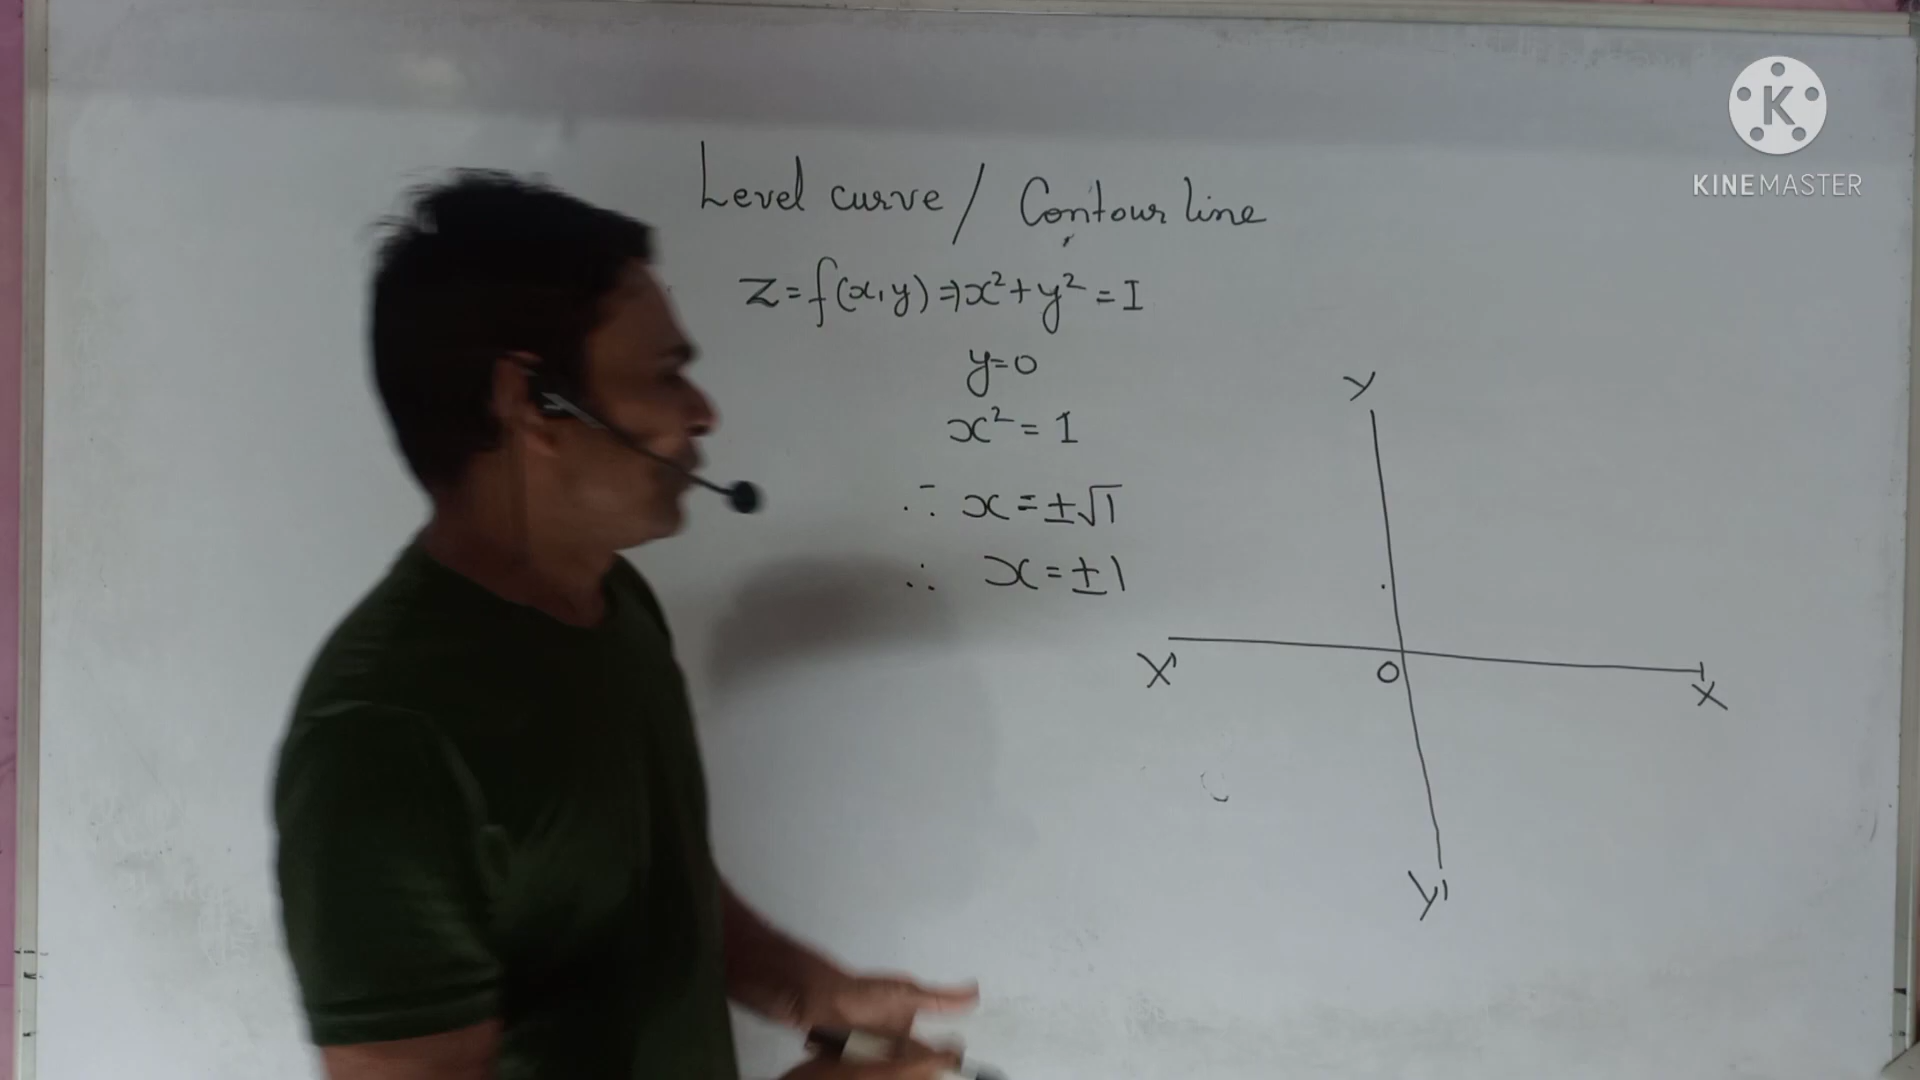 Level curve / Contour line
z=f(x,y)⇒x²+y²=1
y=0
x²=1
∴ x=±√1
∴ x=±1
Y
X'
O
X
Y'
K
KINEMASTER